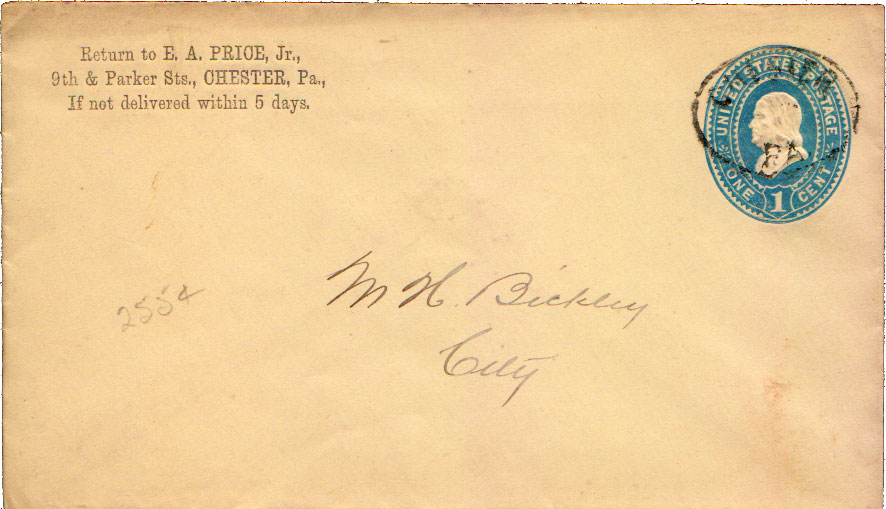 Return to E. A. PRICE, Jr.,
9th & Parker Sts., CHESTER, Pa.,
If not delivered within 5 days.
UNITED STATES POSTAGE
PA
ONE 1 CENT
M H. Bickley
City
2554